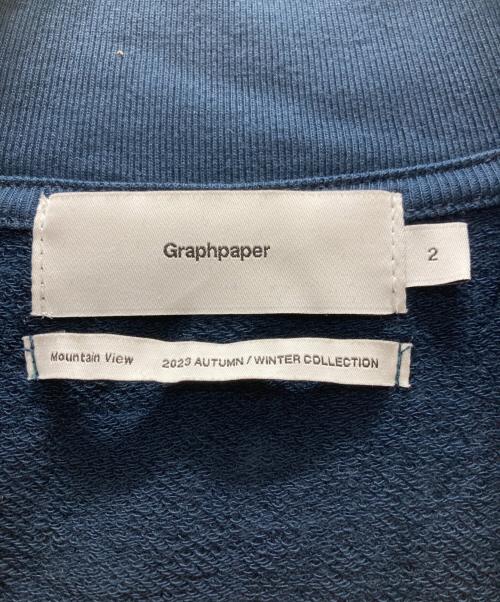 Graphpaper
2
Mountain View 2023 AUTUMN / WINTER COLLECTION